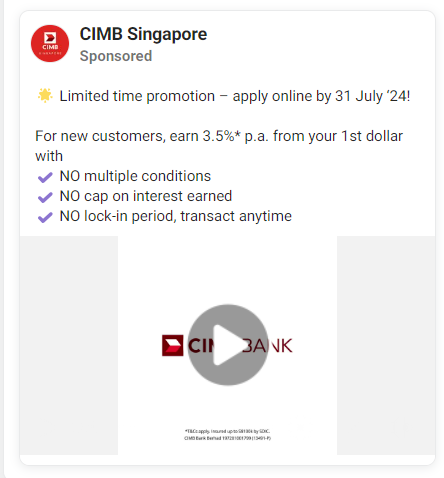 CIMB
CIMB Singapore
Sponsored
🌟 Limited time promotion – apply online by 31 July ‘24!
For new customers, earn 3.5%* p.a. from your 1st dollar
with
✔ NO multiple conditions
✔ NO cap on interest earned
✔ NO lock-in period, transact anytime
CIMB BANK
*T&Cs apply. Insured up to S$100k by SDIC.
CIMB Bank Berhad 197201001799 (13491-P)